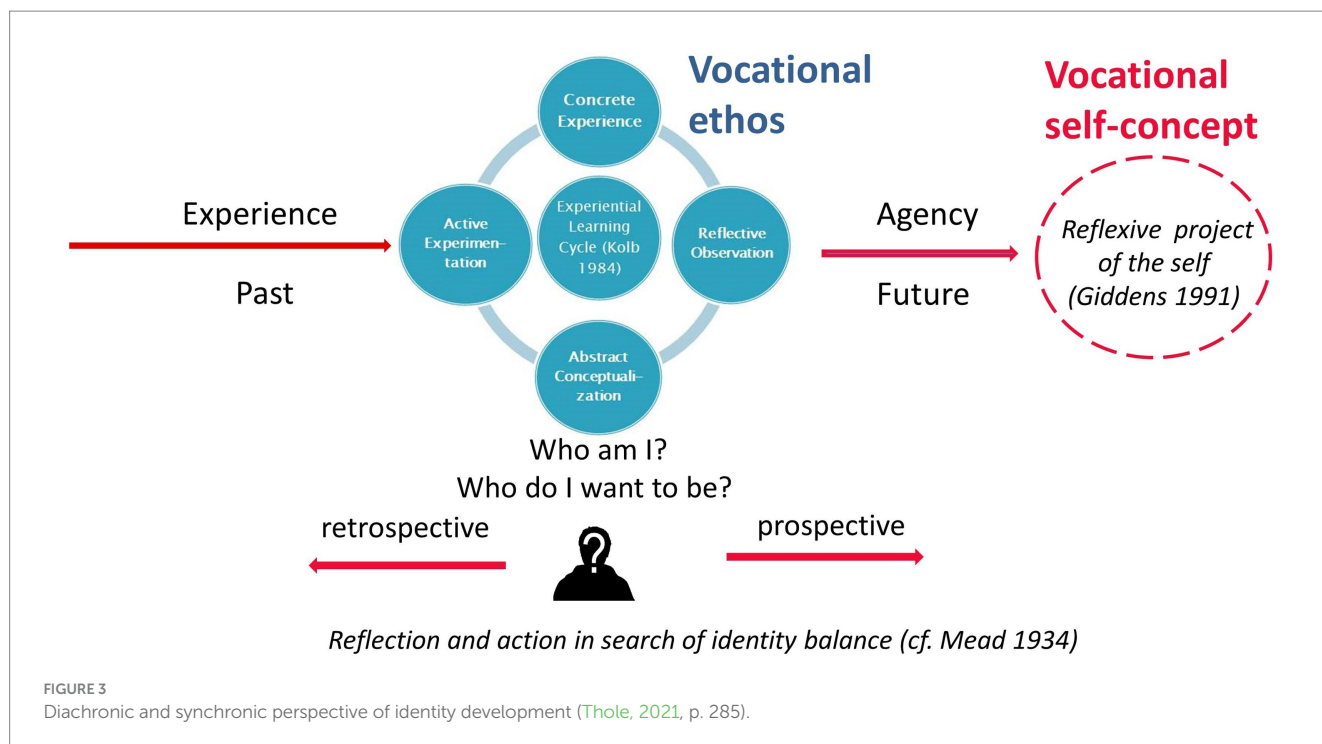 Vocational
ethos
Vocational
self-concept
Concrete
Experience
Experience
Past
Active
Experimen-
tation
Experiential
Learning
Cycle (Kolb
1984)
Reflective
Observation
Agency
Future
Reflexive project
of the self
(Giddens 1991)
Abstract
Conceptuali-
zation
Who am I?
Who do I want to be?
retrospective
?
prospective
Reflection and action in search of identity balance (cf. Mead 1934)
FIGURE 3
Diachronic and synchronic perspective of identity development (Thole, 2021, p. 285).